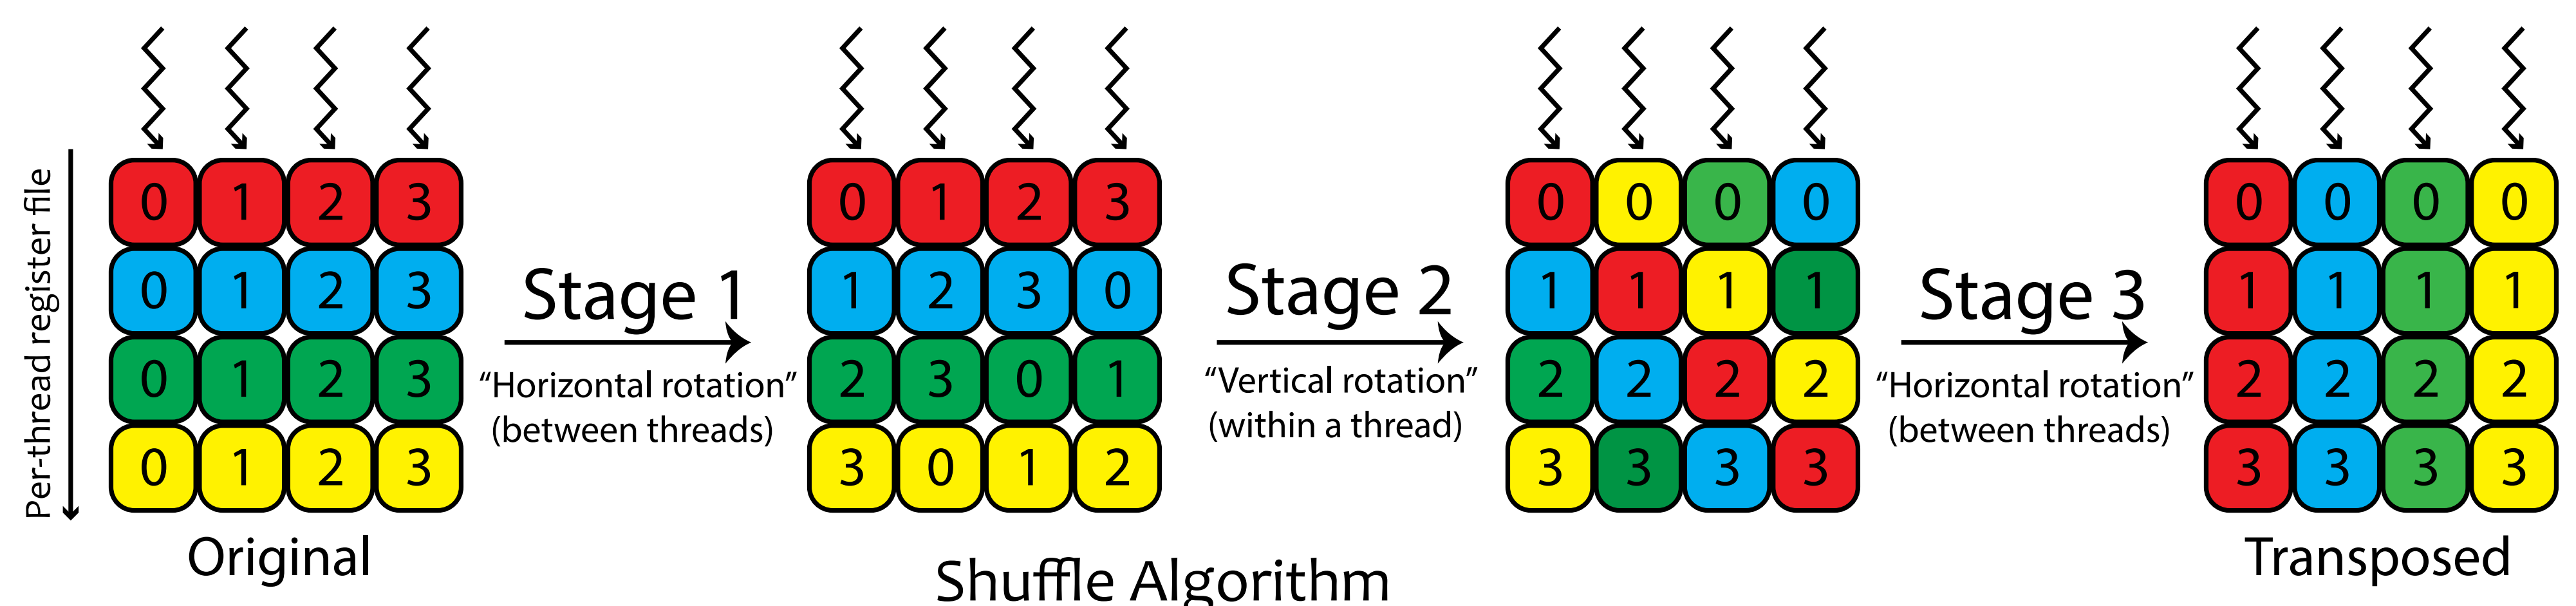 Per-thread register file
0 1 2 3
0 1 2 3
0 1 2 3
0 1 2 3
Original
Stage 1
“Horizontal rotation”
(between threads)
0 1 2 3
1 2 3 0
2 3 0 1
3 0 1 2
Stage 2
“Vertical rotation”
(within a thread)
0 0 0 0
1 1 1 1
2 2 2 2
3 3 3 3
Stage 3
“Horizontal rotation”
(between threads)
0 0 0 0
1 1 1 1
2 2 2 2
3 3 3 3
Transposed
Shuffle Algorithm